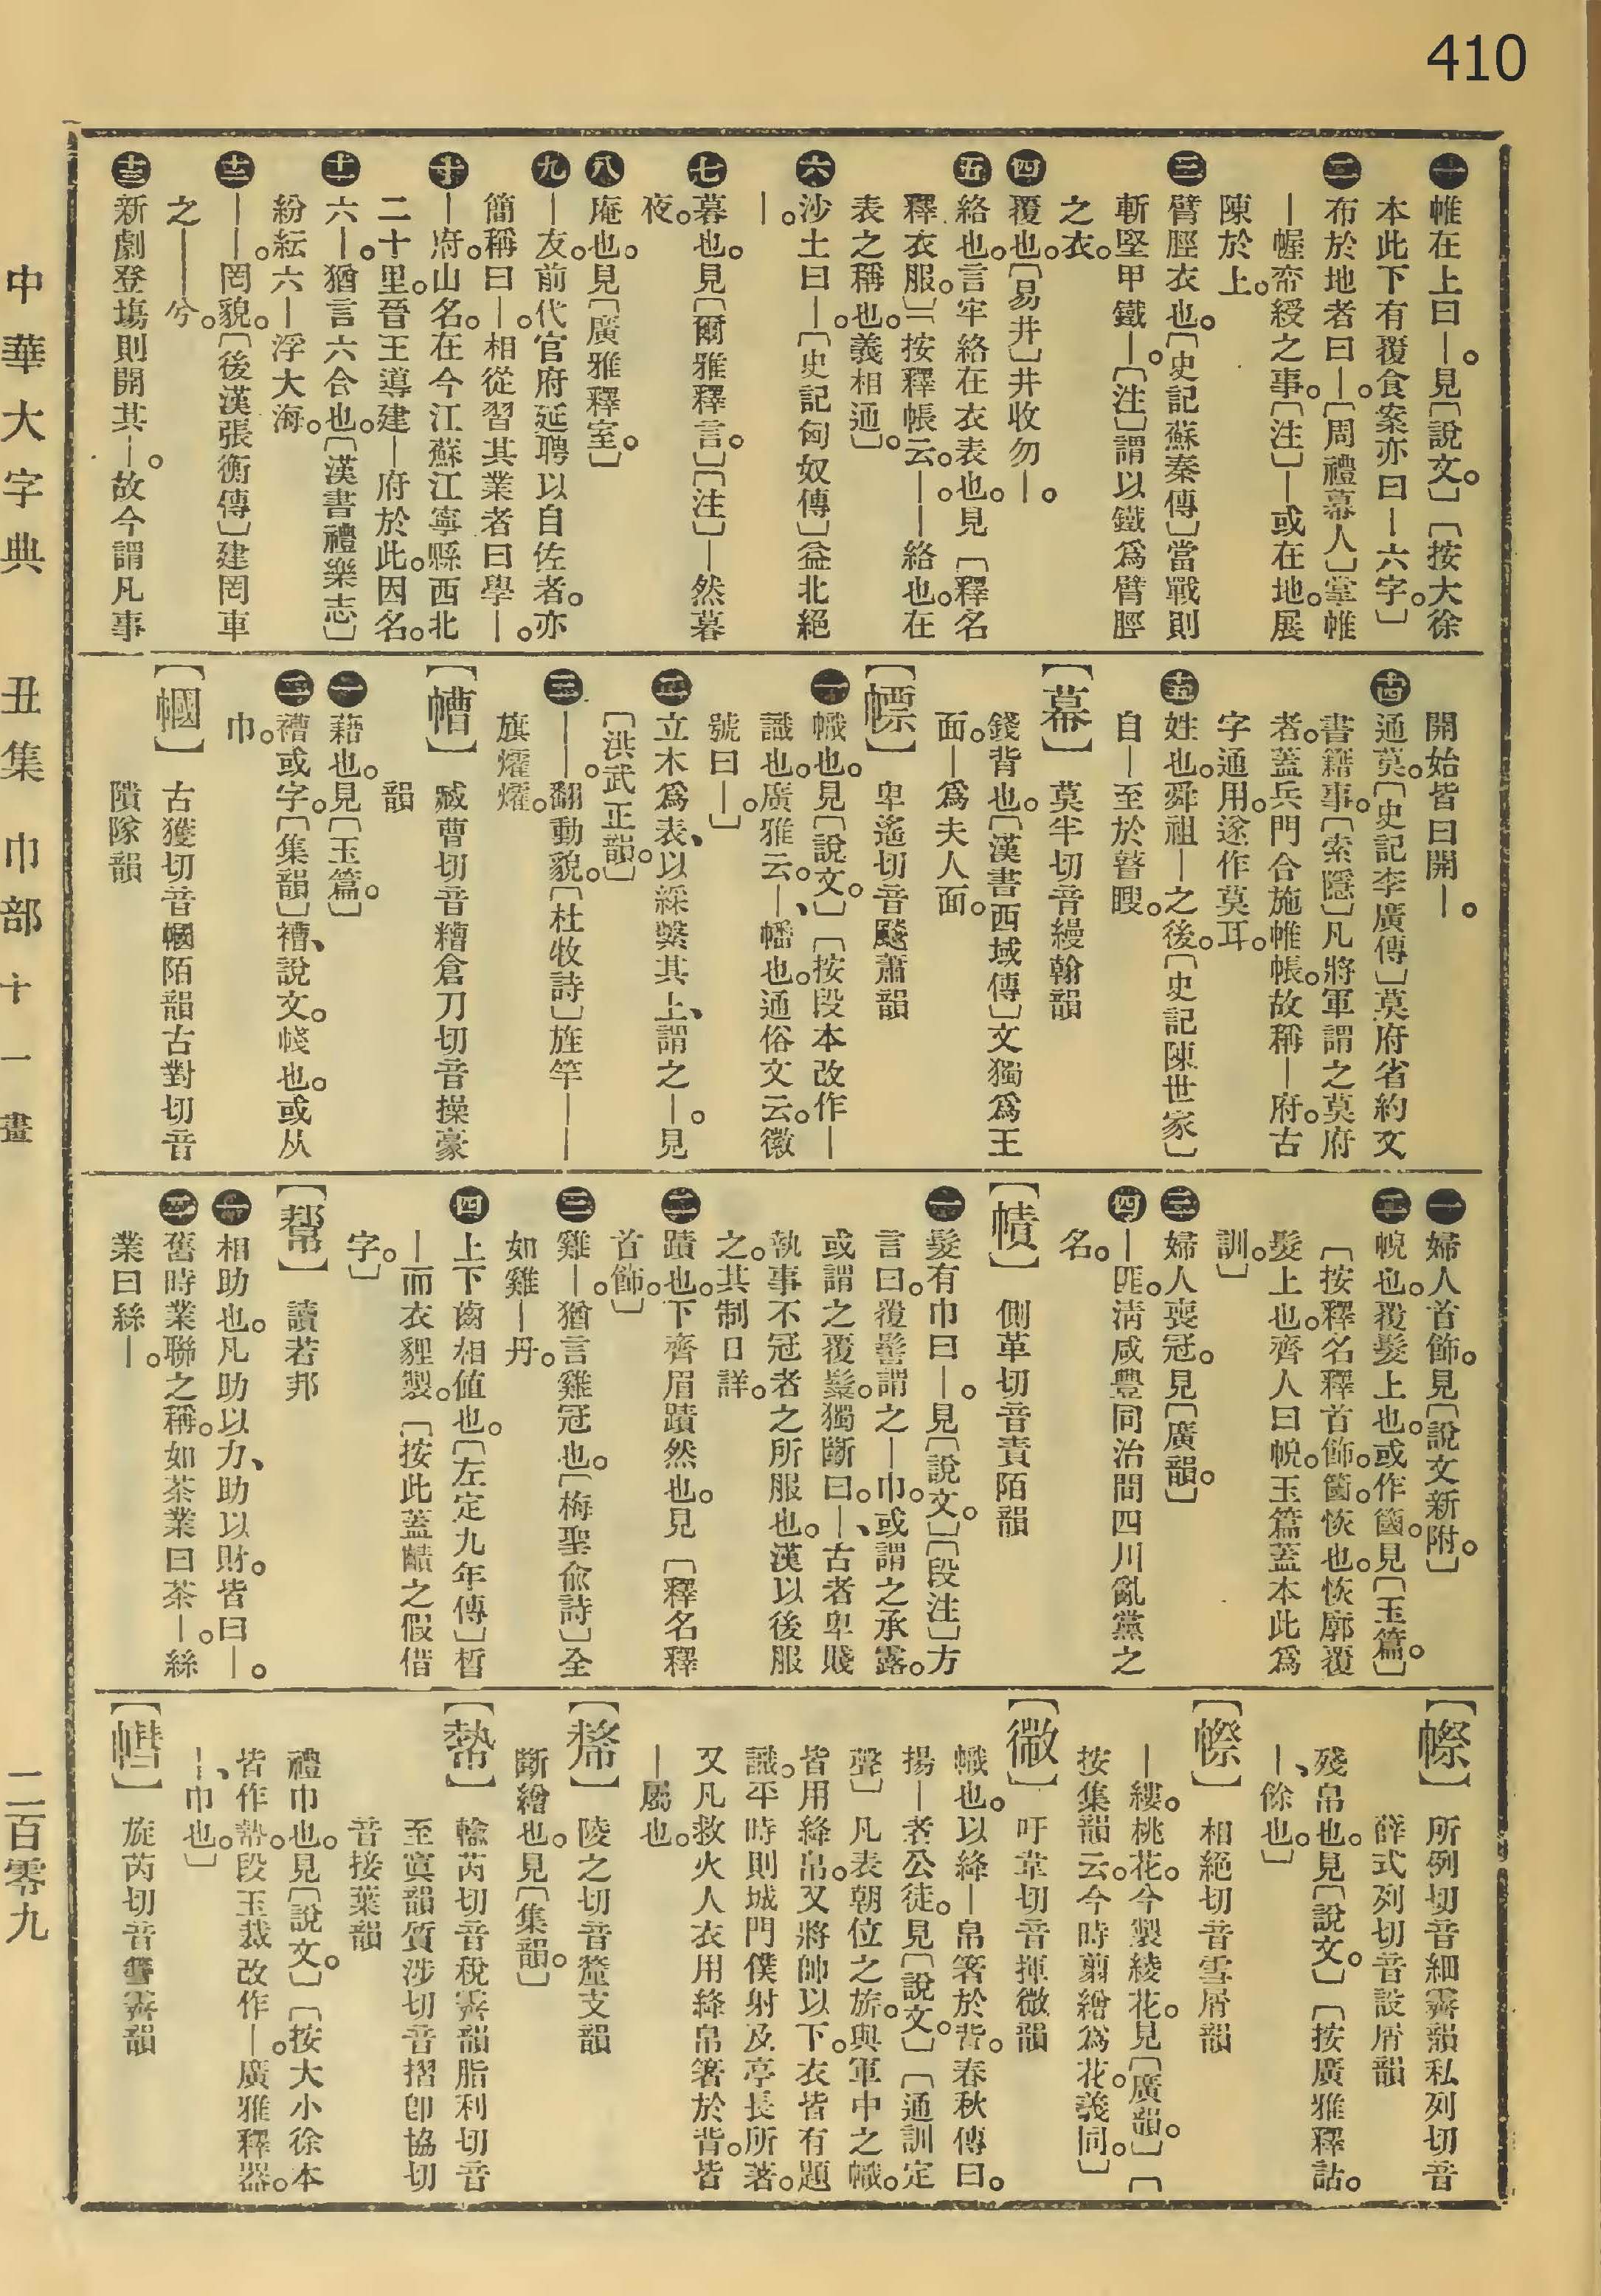 410
㊀帷在上曰—。見〔說文。〕〔按大徐
本此下有覆食案亦曰—六字。〕
㊁布於地者曰—。〔周禮幕人〕掌帷
—幄帟綬之事。〔注〕—或在地。展
陳於上。
㊂臂脛衣也。〔史記蘇秦傳〕當戰則
斬堅甲鐵—。〔注〕謂以鐵爲臂脛
之衣。
㊃覆也。〔易井〕井收勿—。
㊄絡也。言牢絡在衣表也。見〔釋名
釋衣服。〕〔按釋帳云。—。—絡也。在
表之稱也。義相通。〕
㊅沙土曰—。〔史記匈奴傳〕益北絕
—。
㊆暮也。見〔爾雅釋言。〕〔注〕—然暮
夜。
㊇庵也。見〔廣雅釋室。〕
㊈—友。前代官府延聘以自佐者。亦
簡稱曰—。相從習其業者曰學—。
㊉—府。山名。在今江蘇江寧縣西北
二十里。晉王導建—府於此。因名。
十一 六—。猶言六合也。〔漢書禮樂志〕
紛紜六—浮大海。
十二 ——。罔貌。〔後漢張衡傳〕建罔車
之——兮。
十三 新劇登塲則開其—。故今謂凡事
開始皆曰開—。
十四 通莫。〔史記李廣傳〕莫府省約文
書籍事。〔索隱〕凡將軍謂之莫府
者。蓋兵門合施帷帳。故稱—府。古
字通用。遂作莫耳。
十五 姓也。舜祖—之後。〔史記陳世家〕
自—至於瞽瞍。
〔幕〕 莫半切音縵翰韻
錢背也。〔漢書西域傳〕文獨爲王
面。—爲夫人面。
〔幖〕 卑遙切音飈蕭韻
㊀幟也。見〔說文。〕〔按段本改作—
識也。廣雅云。—、幡也。通俗文云。徽
號曰—。〕
㊁立木爲表、以綵繫其上、謂之—。見
〔洪武正韻。〕
㊂——。翻動貌。〔杜牧詩〕旌竿——
旗㸌㸌。
〔㡟〕 臧曹切音糟倉刀切音操豪
韻
㊀藉也。見〔玉篇。〕
㊁褿或字。〔集韻〕褿、說文。帴也。或从
巾。
〔幗〕 古獲切音蟈陌韻古對切音
憒隊韻
㊀婦人首飾。見〔說文新附。〕
㊁帨也。覆髮上也。或作簂。見〔玉篇。〕
〔按釋名釋首飾。簂。恢也。恢廓覆
髮上也。齊人曰帨。玉篇蓋本此爲
訓。〕
㊂婦人喪冠。見〔廣韻。〕
㊃—匪。清咸豐同治間四川亂黨之
名。
〔幘〕 側革切音責陌韻
㊀髮有巾曰—。見〔說文。〕〔段注〕方
言曰。覆髻謂之—巾。或謂之承露。
或謂之覆䰂。獨斷曰。—、古者卑賤
執事不冠者之所服也。漢以後服
之。其制日詳。
㊁蹟也。下齊眉蹟然也。見〔釋名釋
首飾。〕
㊂雞—。猶言雞冠也。〔梅聖俞詩〕全
如雞—丹。
㊃上下齒相值也。〔左定九年傳〕晳
—而衣貍製。〔按此蓋齰之假借
字。〕
〔幫〕 讀若邦
㊀相助也。凡助以力、助以財。皆曰—。
㊁舊時業聯之稱。如茶業曰茶—。絲
業曰絲—。
〔幣〕 所列切音細霽韻私列切音
薛式列切音設屑韻
殘帛也。見〔說文。〕〔按廣雅釋詁。
—、餘也。〕
相絕切音雪屑韻
—縷。桃花。今製綾花。見〔廣韻。〕〔
按集韻云。今時剪繒爲花。義同。〕
〔幑〕 吁韋切音揮微韻
幟也。以絳—帛箸於背。春秋傳曰。
揚—者公徒。見〔說文。〕〔通訓定
聲〕凡表朝位之旂。與軍中之幟。
皆用絳帛。又將帥以下。衣皆有題
識。平時則城門僕射及亭長所著。
又凡救火人衣用絳帛箸於背。皆
—屬也。
陵之切音釐支韻
斷繒也。見〔集韻。〕
輸芮切音稅霽韻脂利切音
至寘韻質涉切音摺卽協切
音接葉韻
禮巾也。見〔說文。〕〔按大小徐本
皆作𢄢。段玉裁改作—。廣雅釋器。
—、巾也。〕
旋芮切音篲霽韻
中華大字典 丑集 巾部 十一畫 二百零九